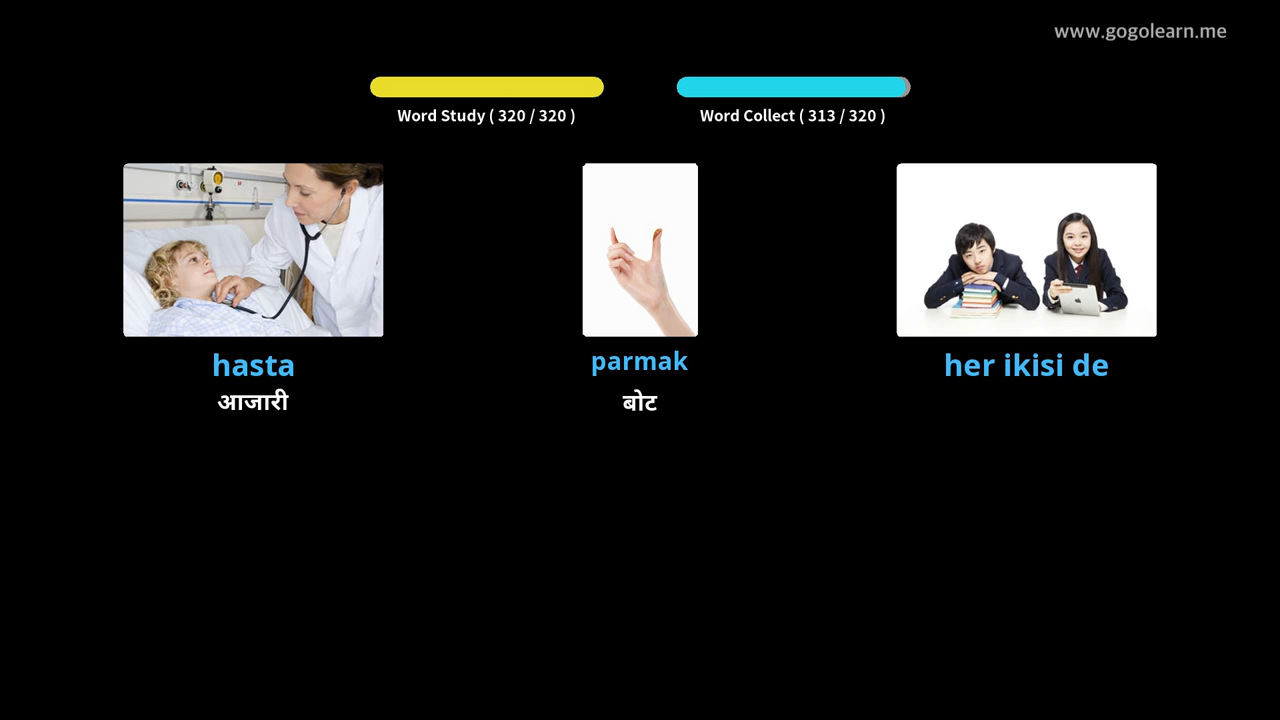 www.gogolearn.me
Word Study ( 320 / 320 )
Word Collect ( 313 / 320 )
hasta
parmak
her ikisi de
आजारी
बोट